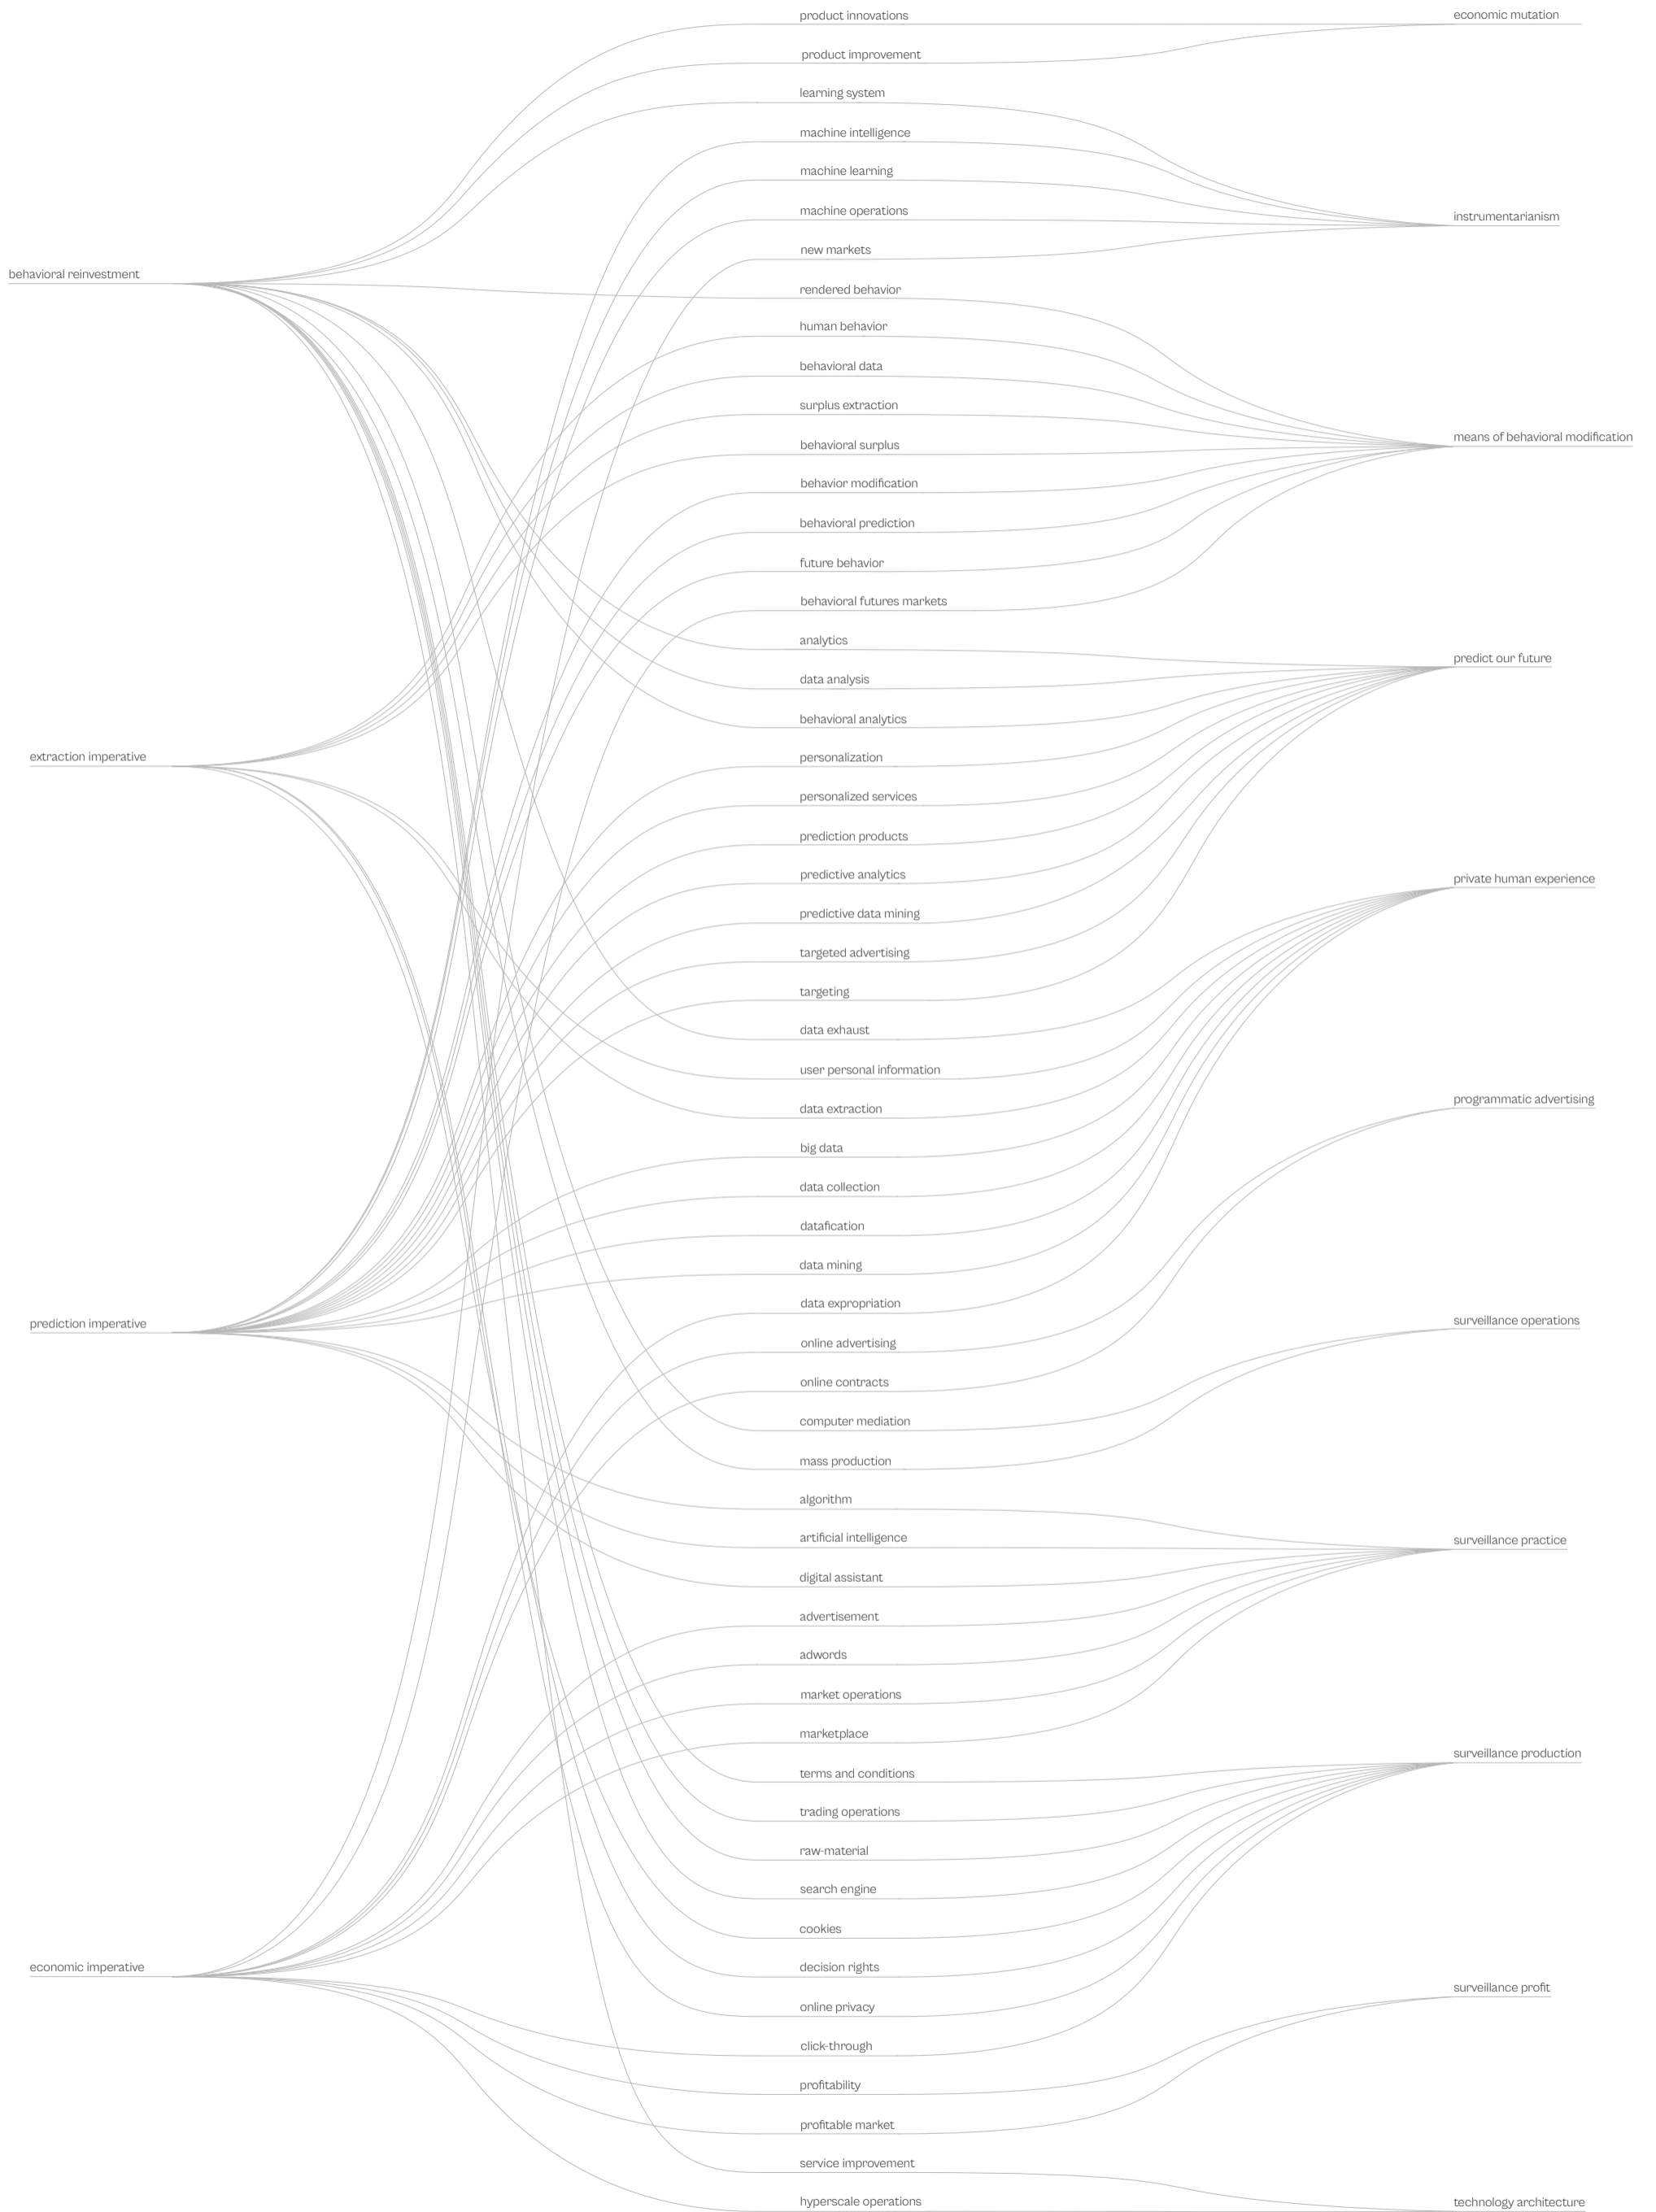 product innovations
economic mutation
product improvement
learning system
machine intelligence
machine learning
machine operations
instrumentarianism
new markets
behavioral reinvestment
rendered behavior
human behavior
behavioral data
surplus extraction
means of behavioral modification
behavioral surplus
behavior modification
behavioral prediction
future behavior
behavioral futures markets
analytics
predict our future
data analysis
behavioral analytics
extraction imperative
personalization
personalized services
prediction products
predictive analytics
private human experience
predictive data mining
targeted advertising
targeting
data exhaust
user personal information
programmatic advertising
data extraction
big data
data collection
datafication
data mining
data expropriation
prediction imperative
surveillance operations
online advertising
online contracts
computer mediation
mass production
algorithm
artificial intelligence
surveillance practice
digital assistant
advertisement
adwords
market operations
marketplace
surveillance production
terms and conditions
trading operations
raw-material
search engine
cookies
economic imperative
decision rights
surveillance profit
online privacy
click-through
profitability
profitable market
service improvement
hyperscale operations
technology architecture